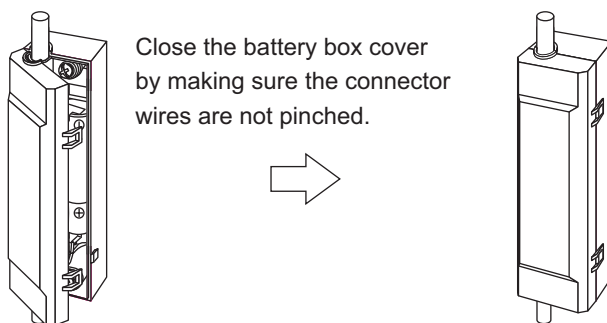 Close the battery box cover
by making sure the connector
wires are not pinched.